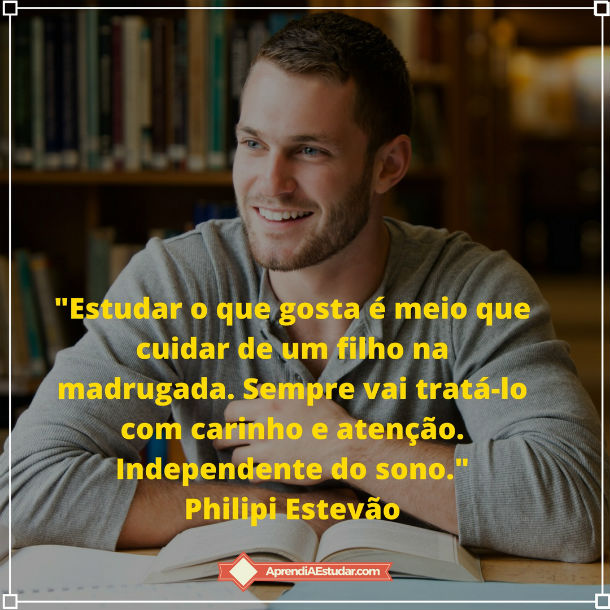 "Estudar o que gosta é meio que
cuidar de um filho na
madrugada. Sempre vai tratá-lo
com carinho e atenção.
Independente do sono."
Philipi Estevão
AprendiAEstudar.com